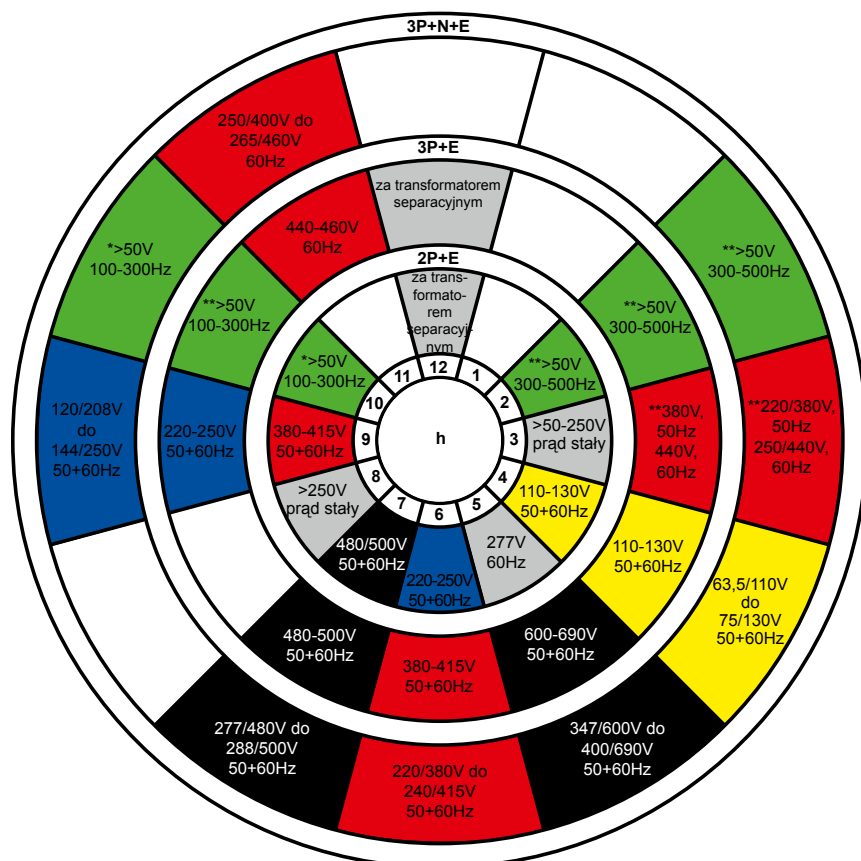 3P+N+E
250/400V do
265/460V
60Hz
3P+E
za transformatorem
separacyjnym
440-460V
60Hz
*>50V
100-300Hz
**>50V
300-500Hz
2P+E
za trans-
formato-
rem
separacyj-
nym
**>50V
100-300Hz
**>50V
300-500Hz
*>50V
100-300Hz
**>50V
300-500Hz
11
12
1
10
2
120/208V
do
144/250V
50+60Hz
220-250V
50+60Hz
380-415V
50+60Hz
9
h
3
>50-250V
prąd stały
**380V,
50Hz
440V,
60Hz
**220/380V,
50Hz
250/440V,
60Hz
8
4
7
6
5
>250V
prąd stały
110-130V
50+60Hz
480/500V
50+60Hz
277V
60Hz
220-250V
50+60Hz
110-130V
50+60Hz
63,5/110V
do
75/130V
50+60Hz
480-500V
50+60Hz
380-415V
50+60Hz
600-690V
50+60Hz
277/480V do
288/500V
50+60Hz
220/380V do
240/415V
50+60Hz
347/600V do
400/690V
50+60Hz